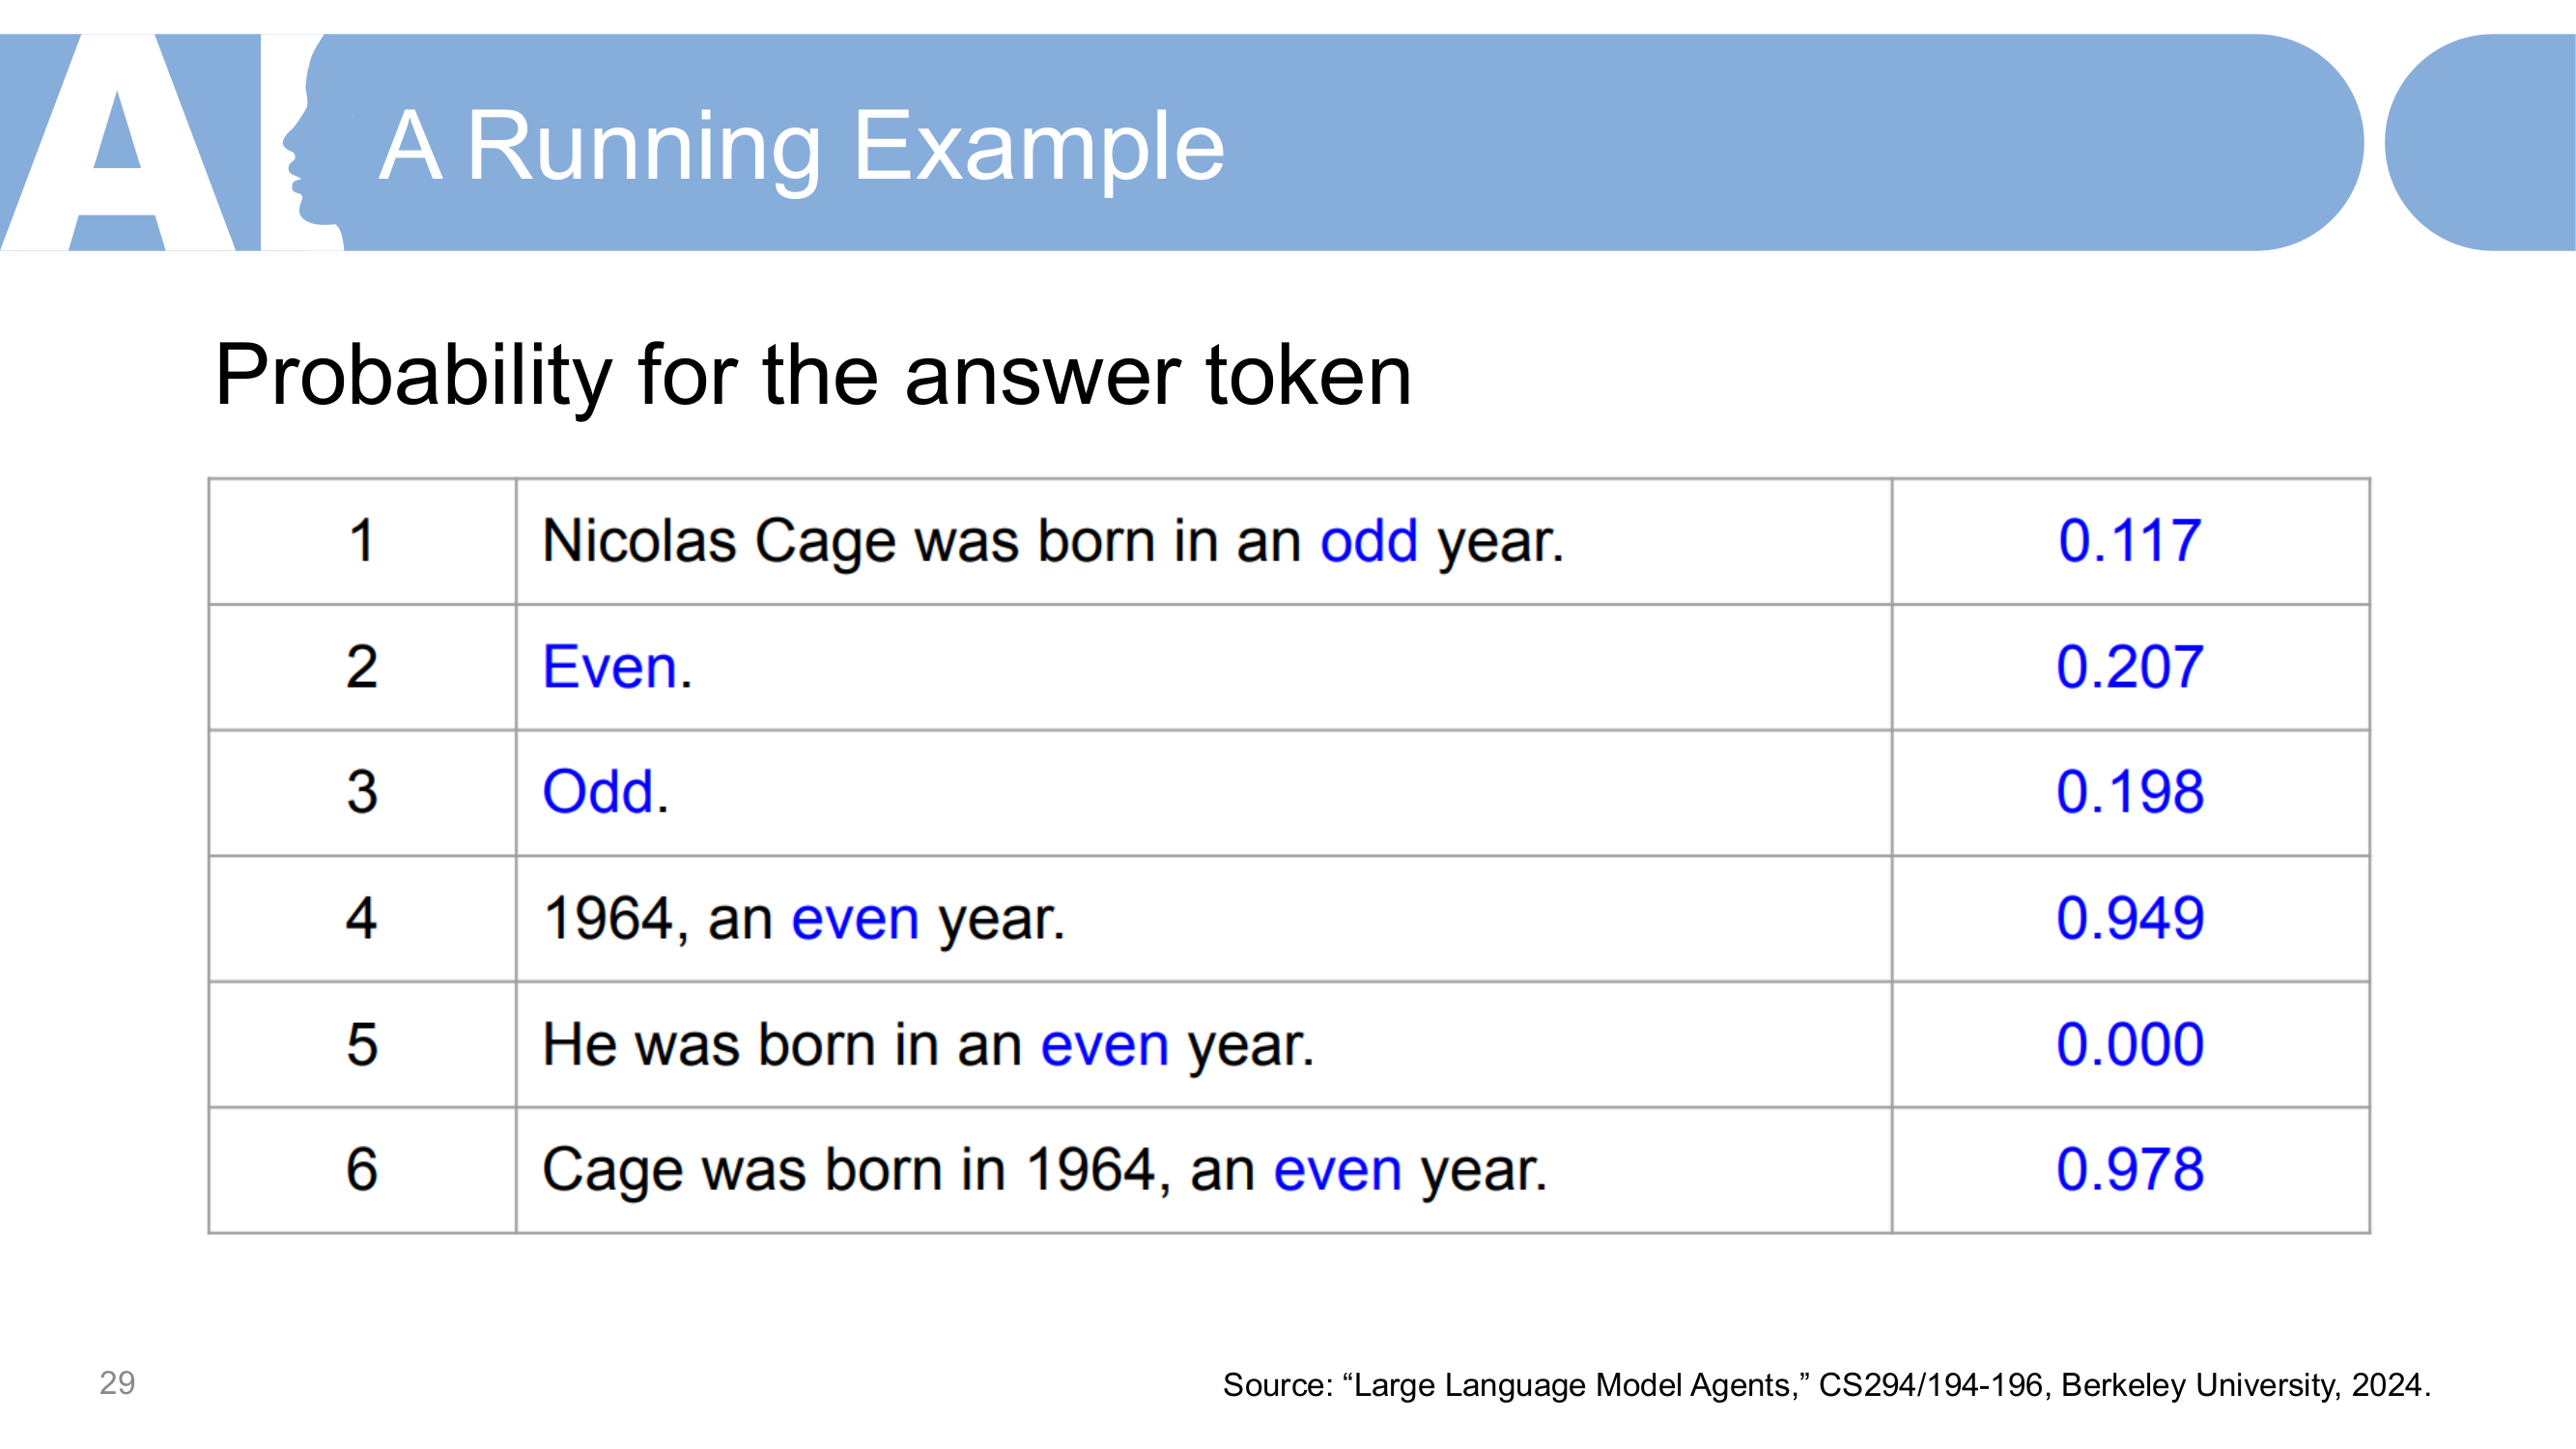 AI
A Running Example
Probability for the answer token
1 Nicolas Cage was born in an odd year. 0.117
2 Even. 0.207
3 Odd. 0.198
4 1964, an even year. 0.949
5 He was born in an even year. 0.000
6 Cage was born in 1964, an even year. 0.978
29 Source: “Large Language Model Agents,” CS294/194-196, Berkeley University, 2024.